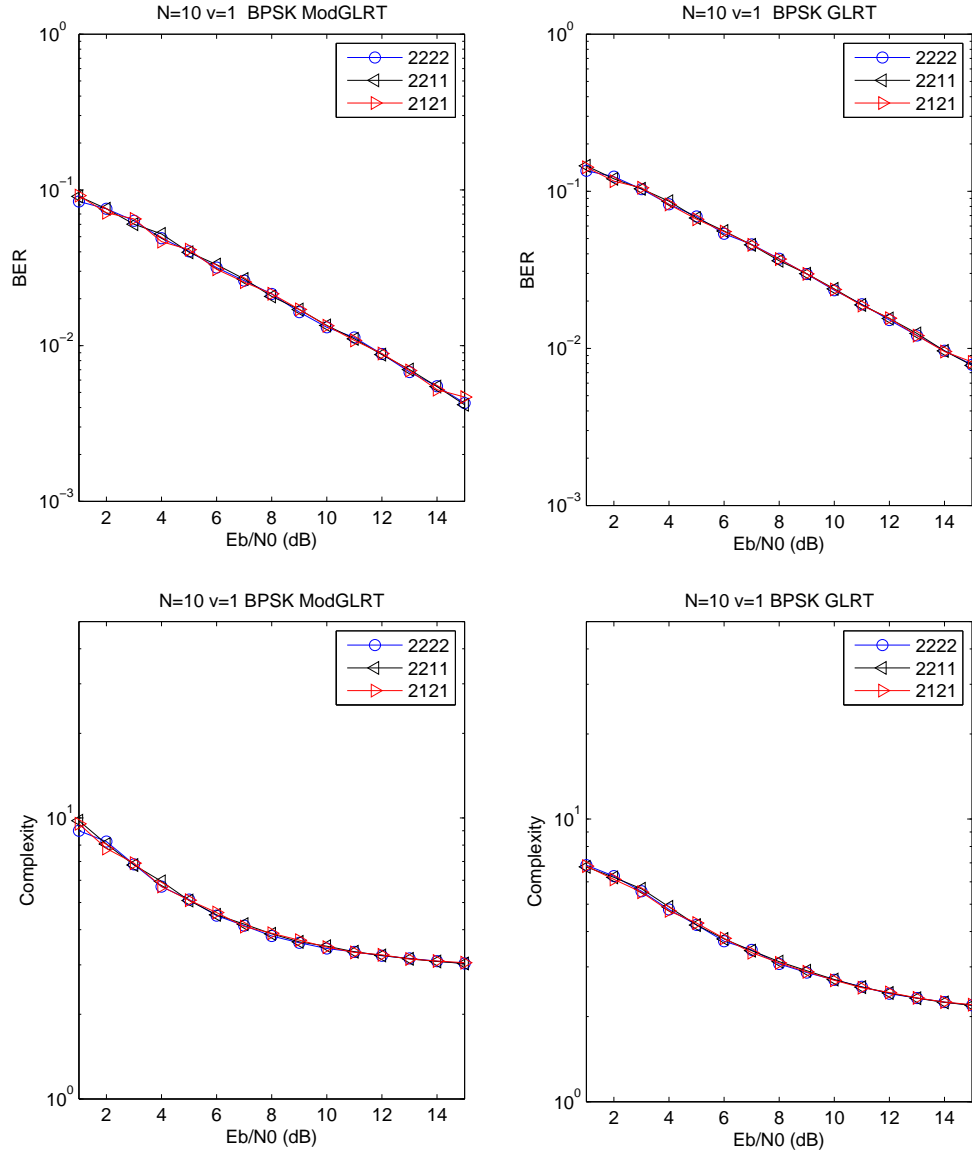 N=10 v=1  BPSK ModGLRT
10^0
10^-1
10^-2
10^-3
BER
2222
2211
2121
2 4 6 8 10 12 14
Eb/N0 (dB)
N=10 v=1  BPSK GLRT
10^0
10^-1
10^-2
10^-3
BER
2222
2211
2121
2 4 6 8 10 12 14
Eb/N0 (dB)
N=10 v=1 BPSK ModGLRT
10^1
10^0
Complexity
2222
2211
2121
2 4 6 8 10 12 14
Eb/N0 (dB)
N=10 v=1 BPSK GLRT
10^1
10^0
Complexity
2222
2211
2121
2 4 6 8 10 12 14
Eb/N0 (dB)